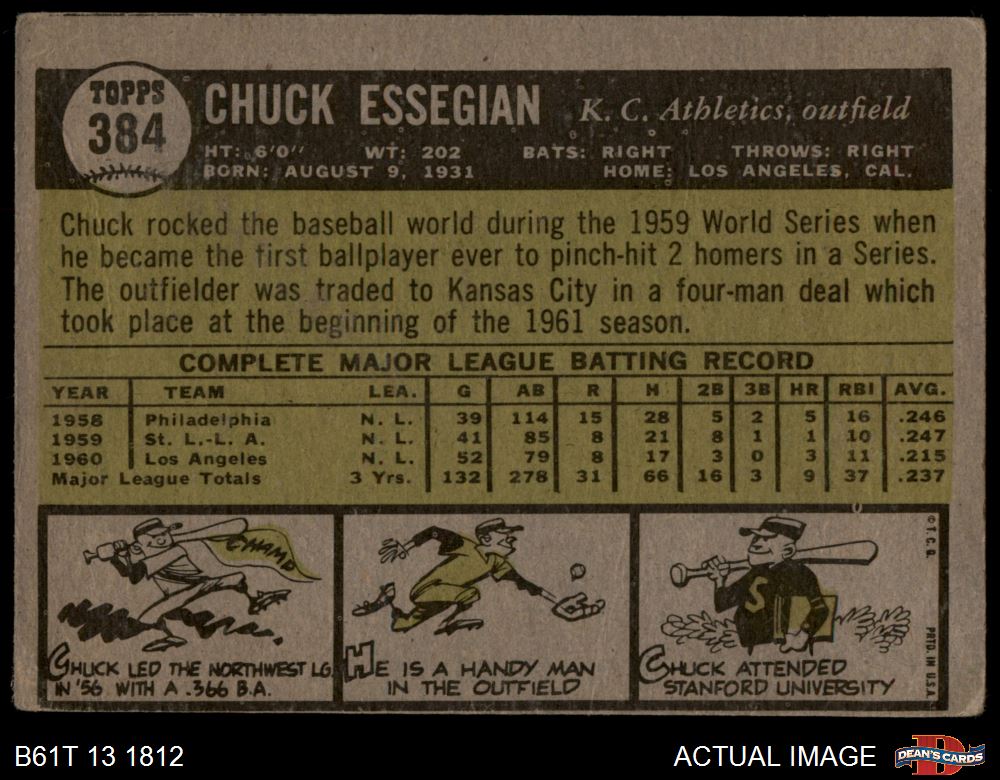 TOPPS
384
CHUCK ESSEGIAN K. C. Athletics, outfield
HT: 6'0" WT: 202 BATS: RIGHT THROWS: RIGHT
BORN: AUGUST 9, 1931 HOME: LOS ANGELES, CAL.
Chuck rocked the baseball world during the 1959 World Series when
he became the first ballplayer ever to pinch-hit 2 homers in a Series.
The outfielder was traded to Kansas City in a four-man deal which
took place at the beginning of the 1961 season.
COMPLETE MAJOR LEAGUE BATTING RECORD
YEAR TEAM LEA. G AB R H 2B 3B HR RBI AVG.
1958 Philadelphia N. L. 39 114 15 28 5 2 5 16 .246
1959 St. L.-L. A. N. L. 41 85 8 21 8 1 1 10 .247
1960 Los Angeles N. L. 52 79 8 17 3 0 3 11 .215
Major League Totals 3 Yrs. 132 278 31 66 16 3 9 37 .237
CHAMP
CHUCK LED THE NORTHWEST LG.
IN '56 WITH A .366 B.A.
HE IS A HANDY MAN
IN THE OUTFIELD
S
CHUCK ATTENDED
STANFORD UNIVERSITY
© T. C. G.
PRTD. IN U.S.A.
B61T 13 1812
ACTUAL IMAGE
D
DEAN'S CARDS